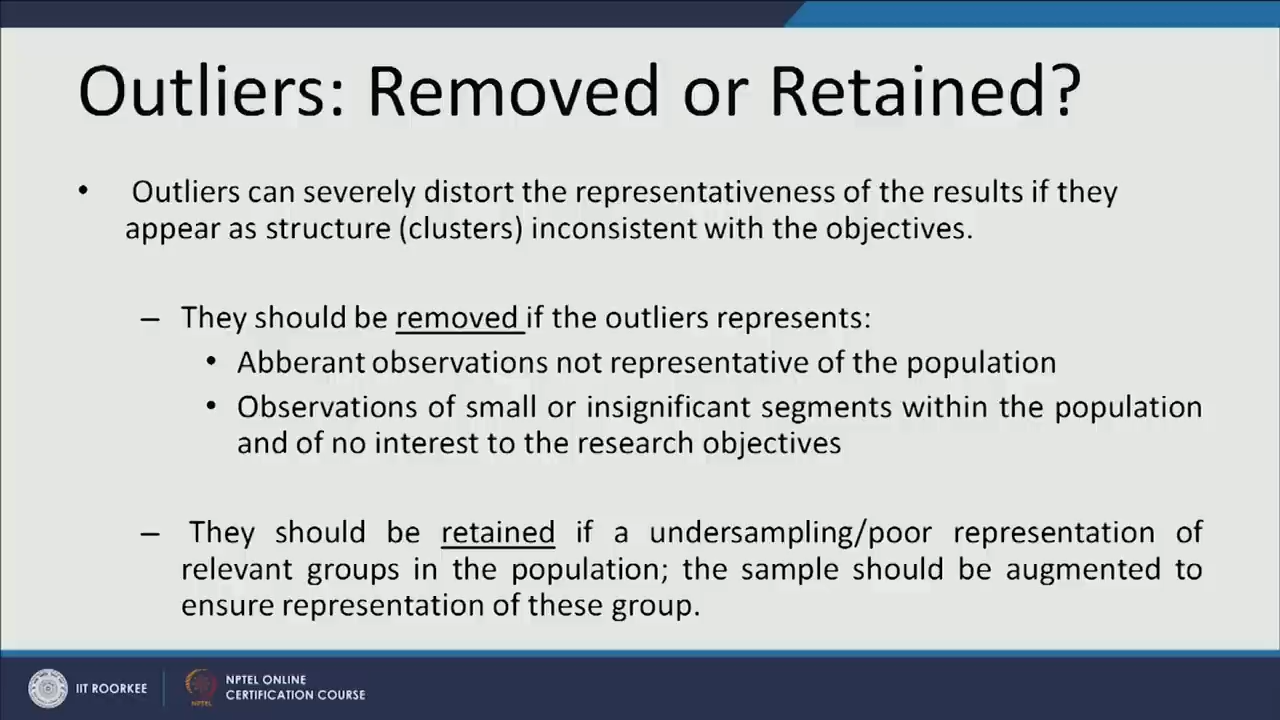 Outliers: Removed or Retained?
• Outliers can severely distort the representativeness of the results if they
appear as structure (clusters) inconsistent with the objectives.
– They should be removed if the outliers represents:
• Abberant observations not representative of the population
• Observations of small or insignificant segments within the population
and of no interest to the research objectives
– They should be retained if a undersampling/poor representation of
relevant groups in the population; the sample should be augmented to
ensure representation of these group.
IIT ROORKEE
NPTEL
NPTEL ONLINE
CERTIFICATION COURSE